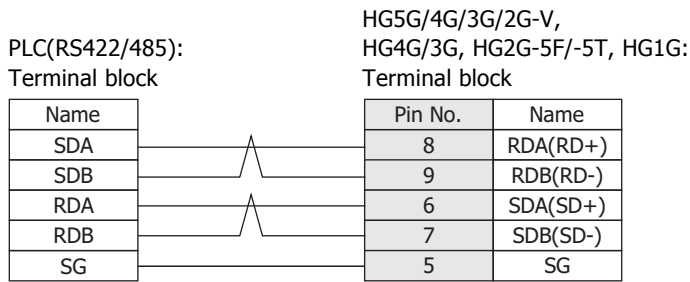 HG5G/4G/3G/2G-V,
PLC(RS422/485): HG4G/3G, HG2G-5F/-5T, HG1G:
Terminal block Terminal block
Name Pin No. Name
SDA 8 RDA(RD+)
SDB 9 RDB(RD-)
RDA 6 SDA(SD+)
RDB 7 SDB(SD-)
SG 5 SG